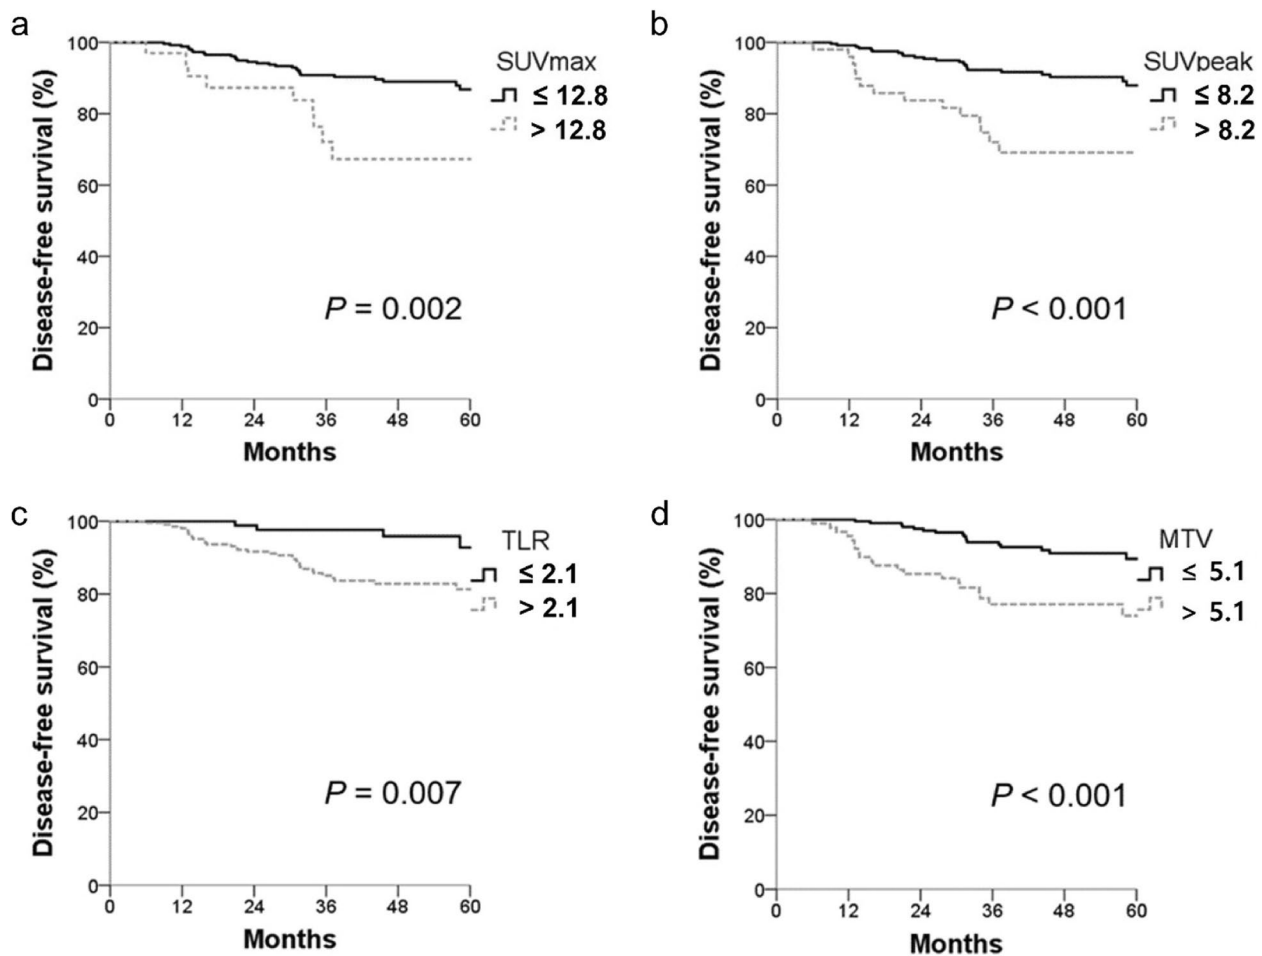 a
100
80
60
40
20
0
Disease-free survival (%)
SUVmax
≤ 12.8
> 12.8
P = 0.002
0 12 24 36 48 60
Months
b
100
80
60
40
20
0
Disease-free survival (%)
SUVpeak
≤ 8.2
> 8.2
P < 0.001
0 12 24 36 48 60
Months
c
100
80
60
40
20
0
Disease-free survival (%)
TLR
≤ 2.1
> 2.1
P = 0.007
0 12 24 36 48 60
Months
d
100
80
60
40
20
0
Disease-free survival (%)
MTV
≤ 5.1
> 5.1
P < 0.001
0 12 24 36 48 60
Months